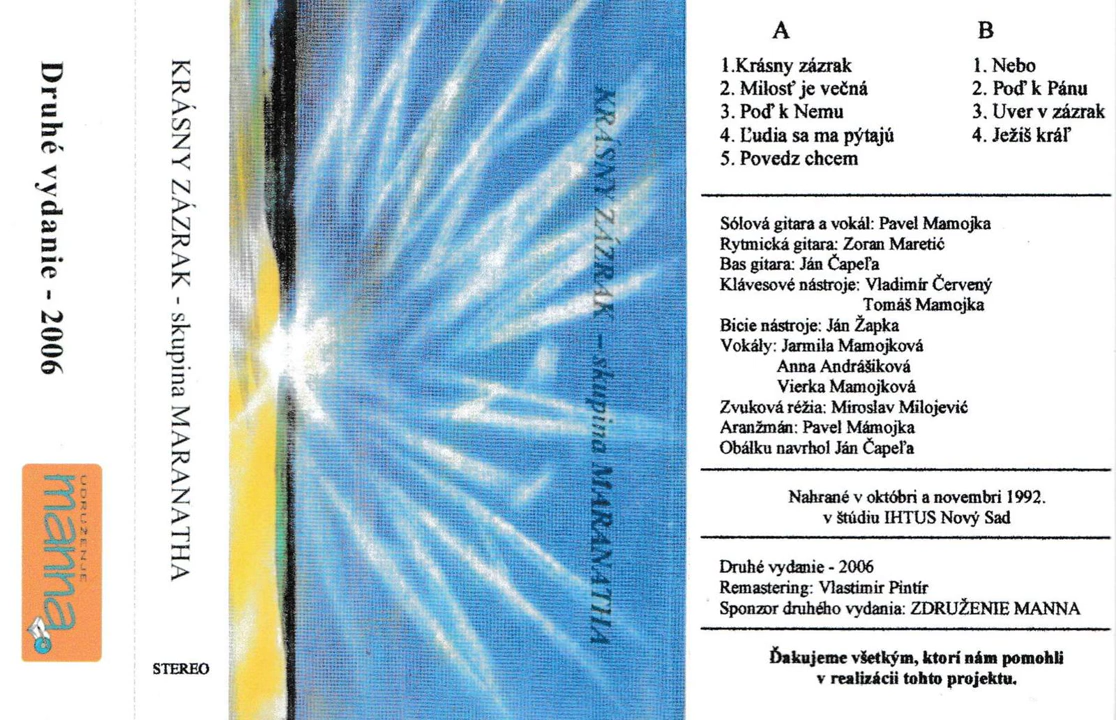 Druhé vydanie - 2006
UDRUŽENJE
manna
KRÁSNY ZÁZRAK - skupina MARANATHA
STEREO
KRÁSNY ZÁZRAK - skupina MARANATHA
A
1.Krásny zázrak
2. Milosť je večná
3. Poď k Nemu
4. Ľudia sa ma pýtajú
5. Povedz chcem
B
1. Nebo
2. Poď k Pánu
3. Uver v zázrak
4. Ježiš kráľ
Sólová gitara a vokál: Pavel Mamojka
Rytmická gitara: Zoran Maretić
Bas gitara: Ján Čapeľa
Klávesové nástroje: Vladimír Červený
Tomáš Mamojka
Bicie nástroje: Ján Žapka
Vokály: Jarmila Mamojková
Anna Andrášiková
Vierka Mamojková
Zvuková réžia: Miroslav Milojević
Aranžmán: Pavel Mámojka
Obálku navrhol Ján Čapeľa
Nahrané v októbri a novembri 1992.
v štúdiu IHTUS Nový Sad
Druhé vydanie - 2006
Remastering: Vlastimir Pintír
Sponzor druhého vydania: ZDRUŽENIE MANNA
Ďakujeme všetkým, ktorí nám pomohli
v realizácii tohto projektu.